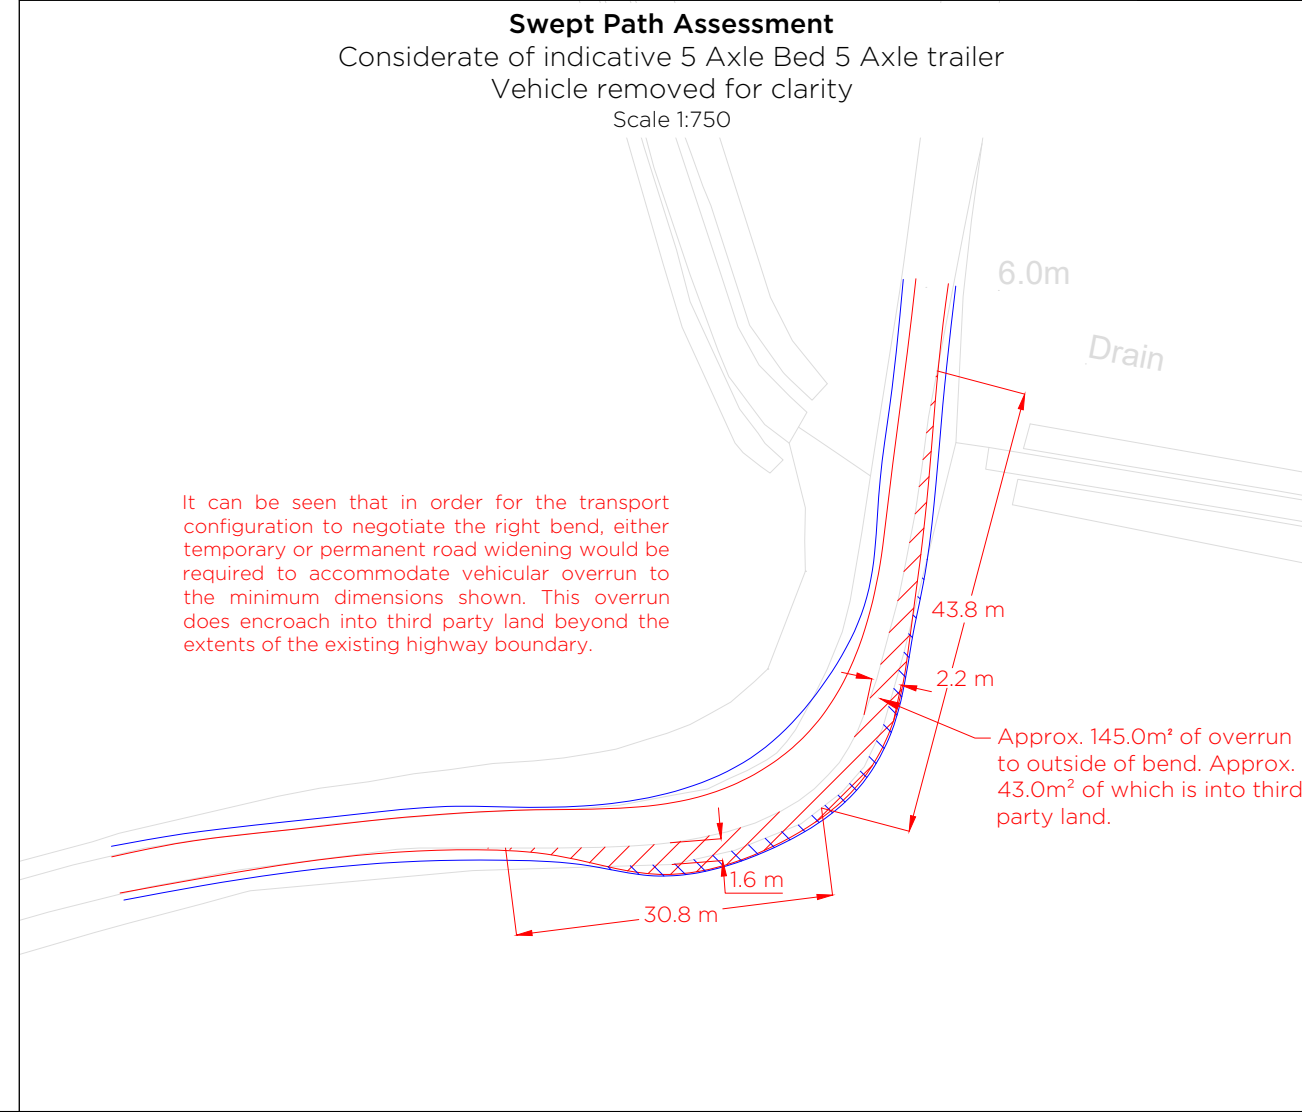 Swept Path Assessment
Considerate of indicative 5 Axle Bed 5 Axle trailer
Vehicle removed for clarity
Scale 1:750
6.0m
Drain
It can be seen that in order for the transport
configuration to negotiate the right bend, either
temporary or permanent road widening would be
required to accommodate vehicular overrun to
the minimum dimensions shown. This overrun
does encroach into third party land beyond the
extents of the existing highway boundary.
43.8 m
2.2 m
Approx. 145.0m² of overrun
to outside of bend. Approx.
43.0m² of which is into third
party land.
1.6 m
30.8 m